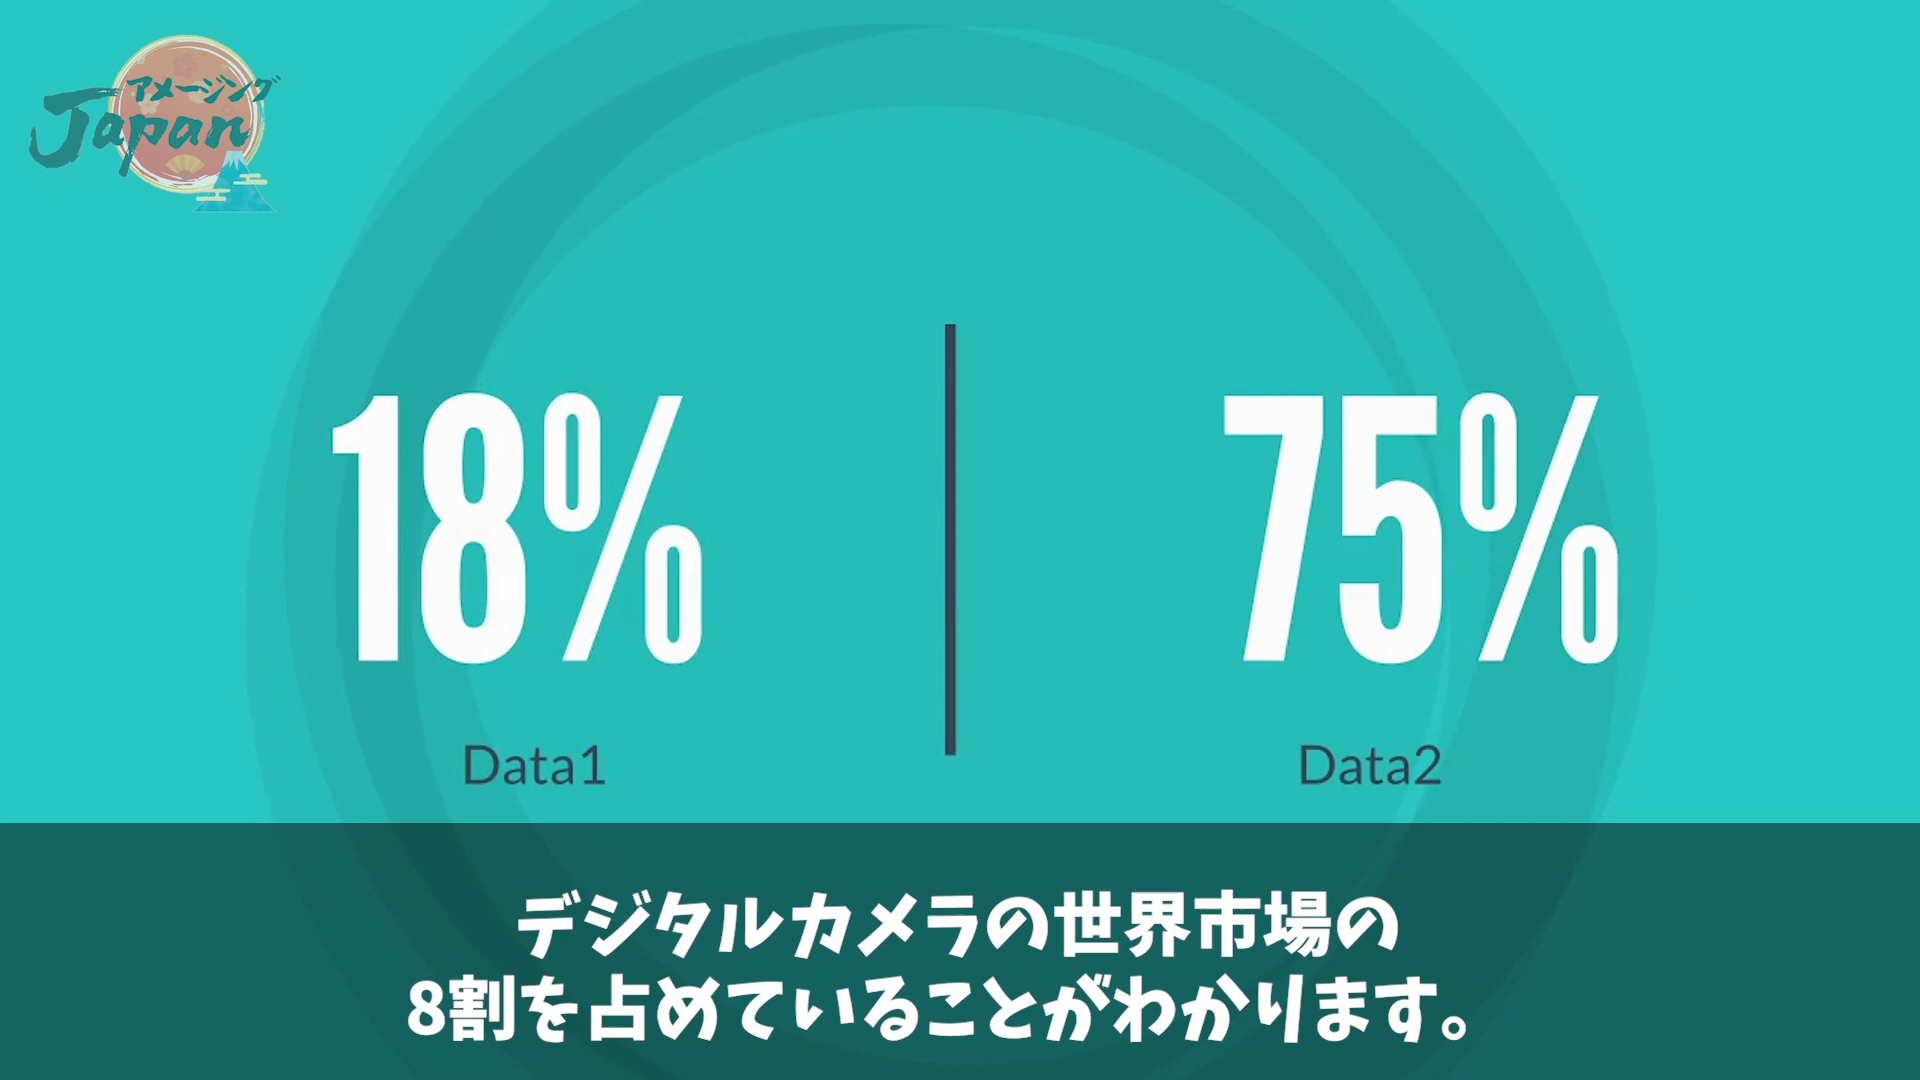 アメージング
Japan
18%
75%
Data1
Data2
デジタルカメラの世界市場の
8割を占めていることがわかります。